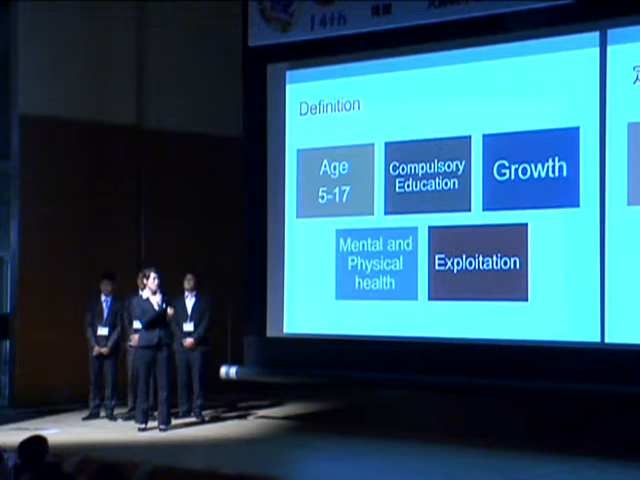 14th
Definition
Age
5-17
Compulsory
Education
Growth
Mental and
Physical
health
Exploitation